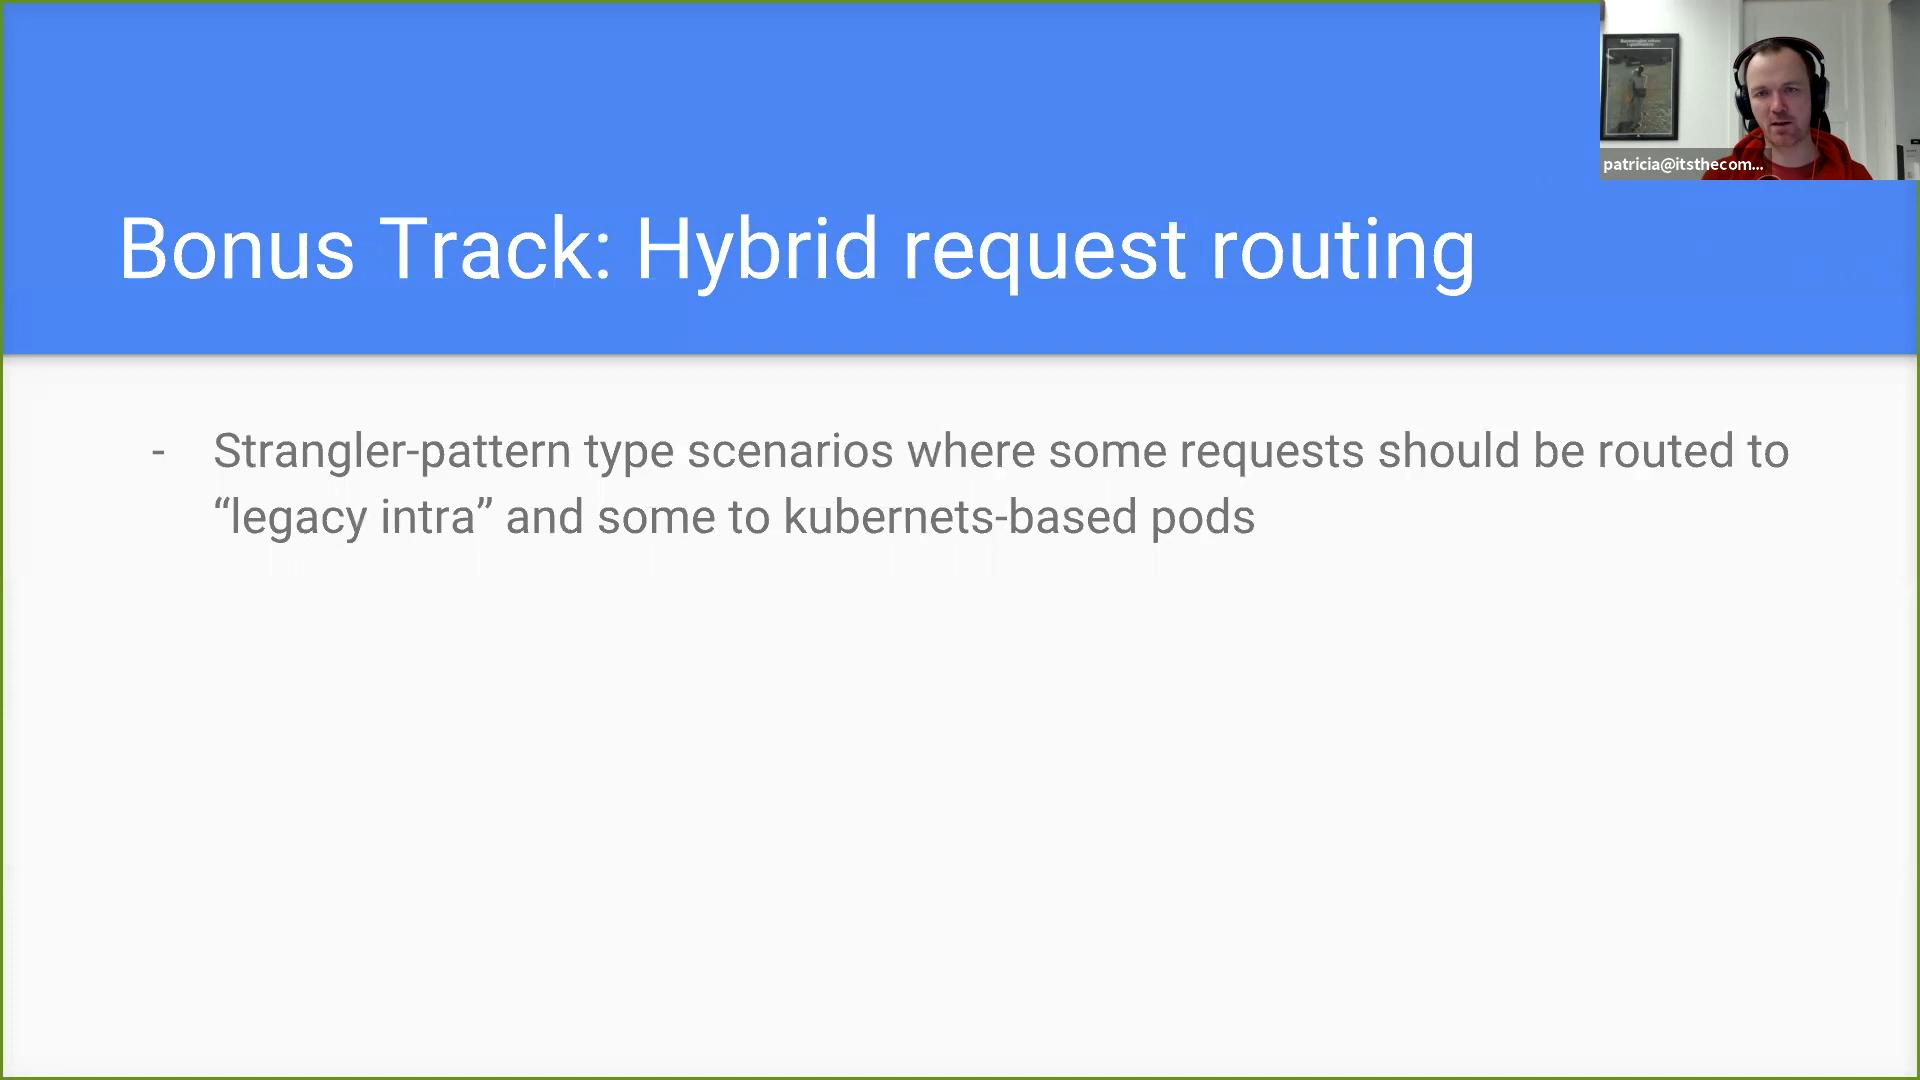 patricia@itsthecom...
Bonus Track: Hybrid request routing
- Strangler-pattern type scenarios where some requests should be routed to
“legacy intra” and some to kubernets-based pods